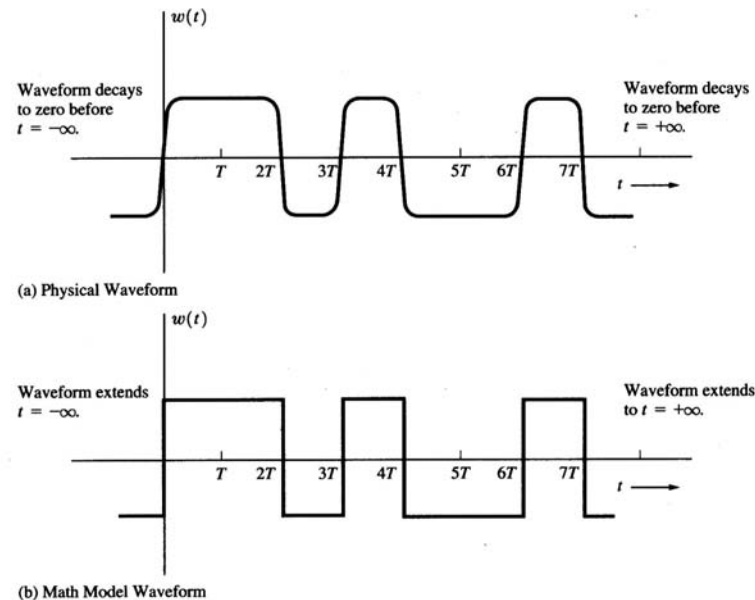 w(t)
Waveform decays
to zero before
t = −∞.
Waveform decays
to zero before
t = +∞.
T 2T 3T 4T 5T 6T 7T t
(a) Physical Waveform
w(t)
Waveform extends
t = −∞.
Waveform extends
to t = +∞.
T 2T 3T 4T 5T 6T 7T t
(b) Math Model Waveform